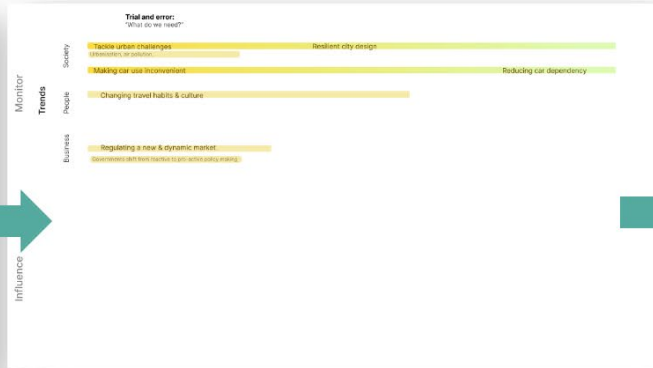 Trial and error:
"What do we need?"
Monitor
Trends
Society
Tackle urban challenges
Resilient city design
Urbanization, air pollution,
Making car use inconvenient
Reducing car dependency
People
Changing travel habits & culture
Business
Regulating a new & dynamic market
Governments shift from reactive to pro-active policy making
Influence